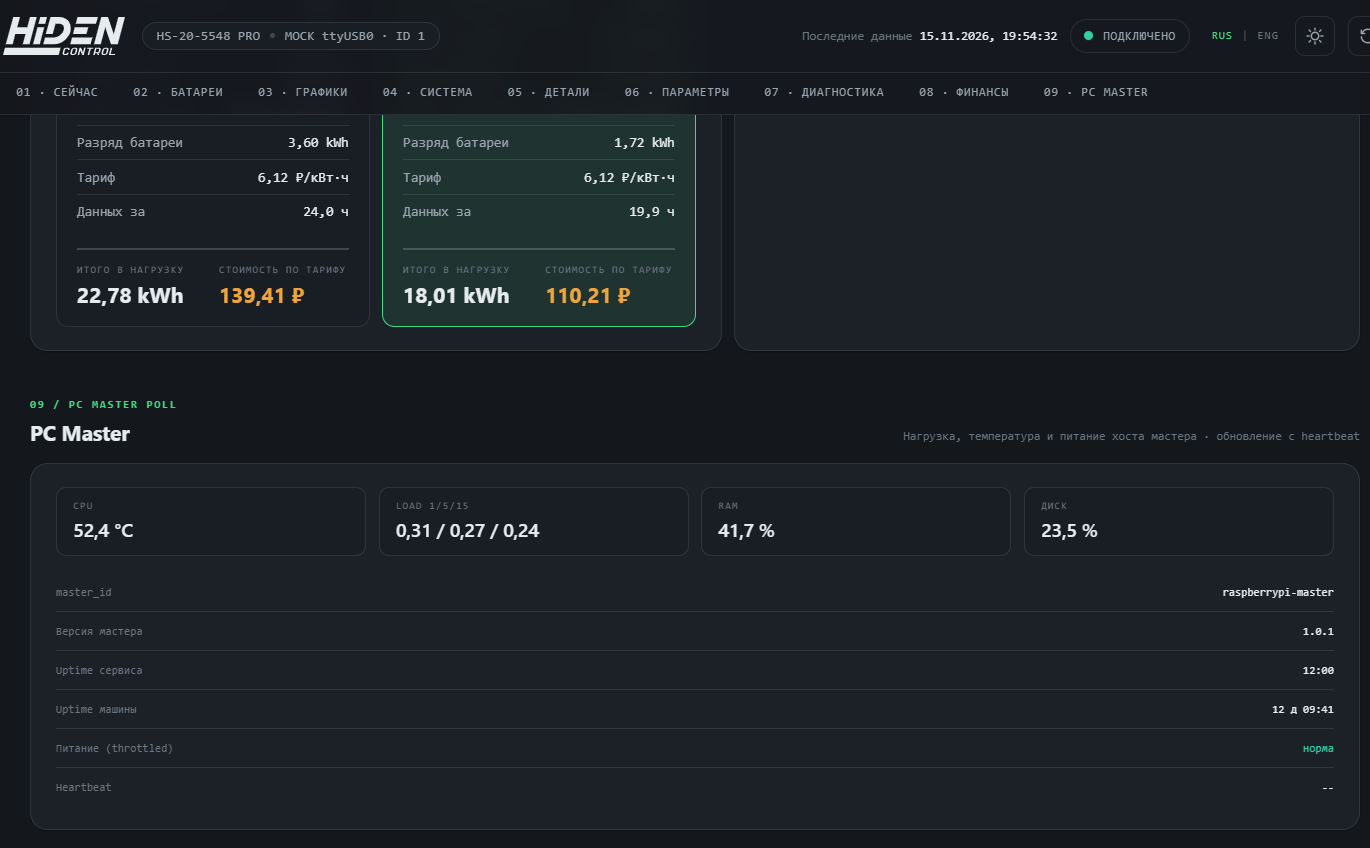 HiDEN CONTROL
HS-20-5548 PRO • МОСК ttyUSB0 · ID 1
Последние данные 15.11.2026, 19:54:32
ПОДКЛЮЧЕНО
RUS | ENG
01 · СЕЙЧАС 02 · БАТАРЕИ 03 · ГРАФИКИ 04 · СИСТЕМА 05 · ДЕТАЛИ 06 · ПАРАМЕТРЫ 07 · ДИАГНОСТИКА 08 · ФИНАНСЫ 09 · PC MASTER
Разряд батареи 3,60 kWh
Тариф 6,12 ₽/кВт·ч
Данных за 24,0 ч
ИТОГО В НАГРУЗКУ СТОИМОСТЬ ПО ТАРИФУ
22,78 kWh 139,41 ₽
Разряд батареи 1,72 kWh
Тариф 6,12 ₽/кВт·ч
Данных за 19,9 ч
ИТОГО В НАГРУЗКУ СТОИМОСТЬ ПО ТАРИФУ
18,01 kWh 110,21 ₽
09 / PC MASTER POLL
PC Master
Нагрузка, температура и питание хоста мастера · обновление с heartbeat
CPU
52,4 °C
LOAD 1/5/15
0,31 / 0,27 / 0,24
RAM
41,7 %
ДИСК
23,5 %
master_id raspberrypi-master
Версия мастера 1.0.1
Uptime сервиса 12:00
Uptime машины 12 д 09:41
Питание (throttled) норма
Heartbeat --